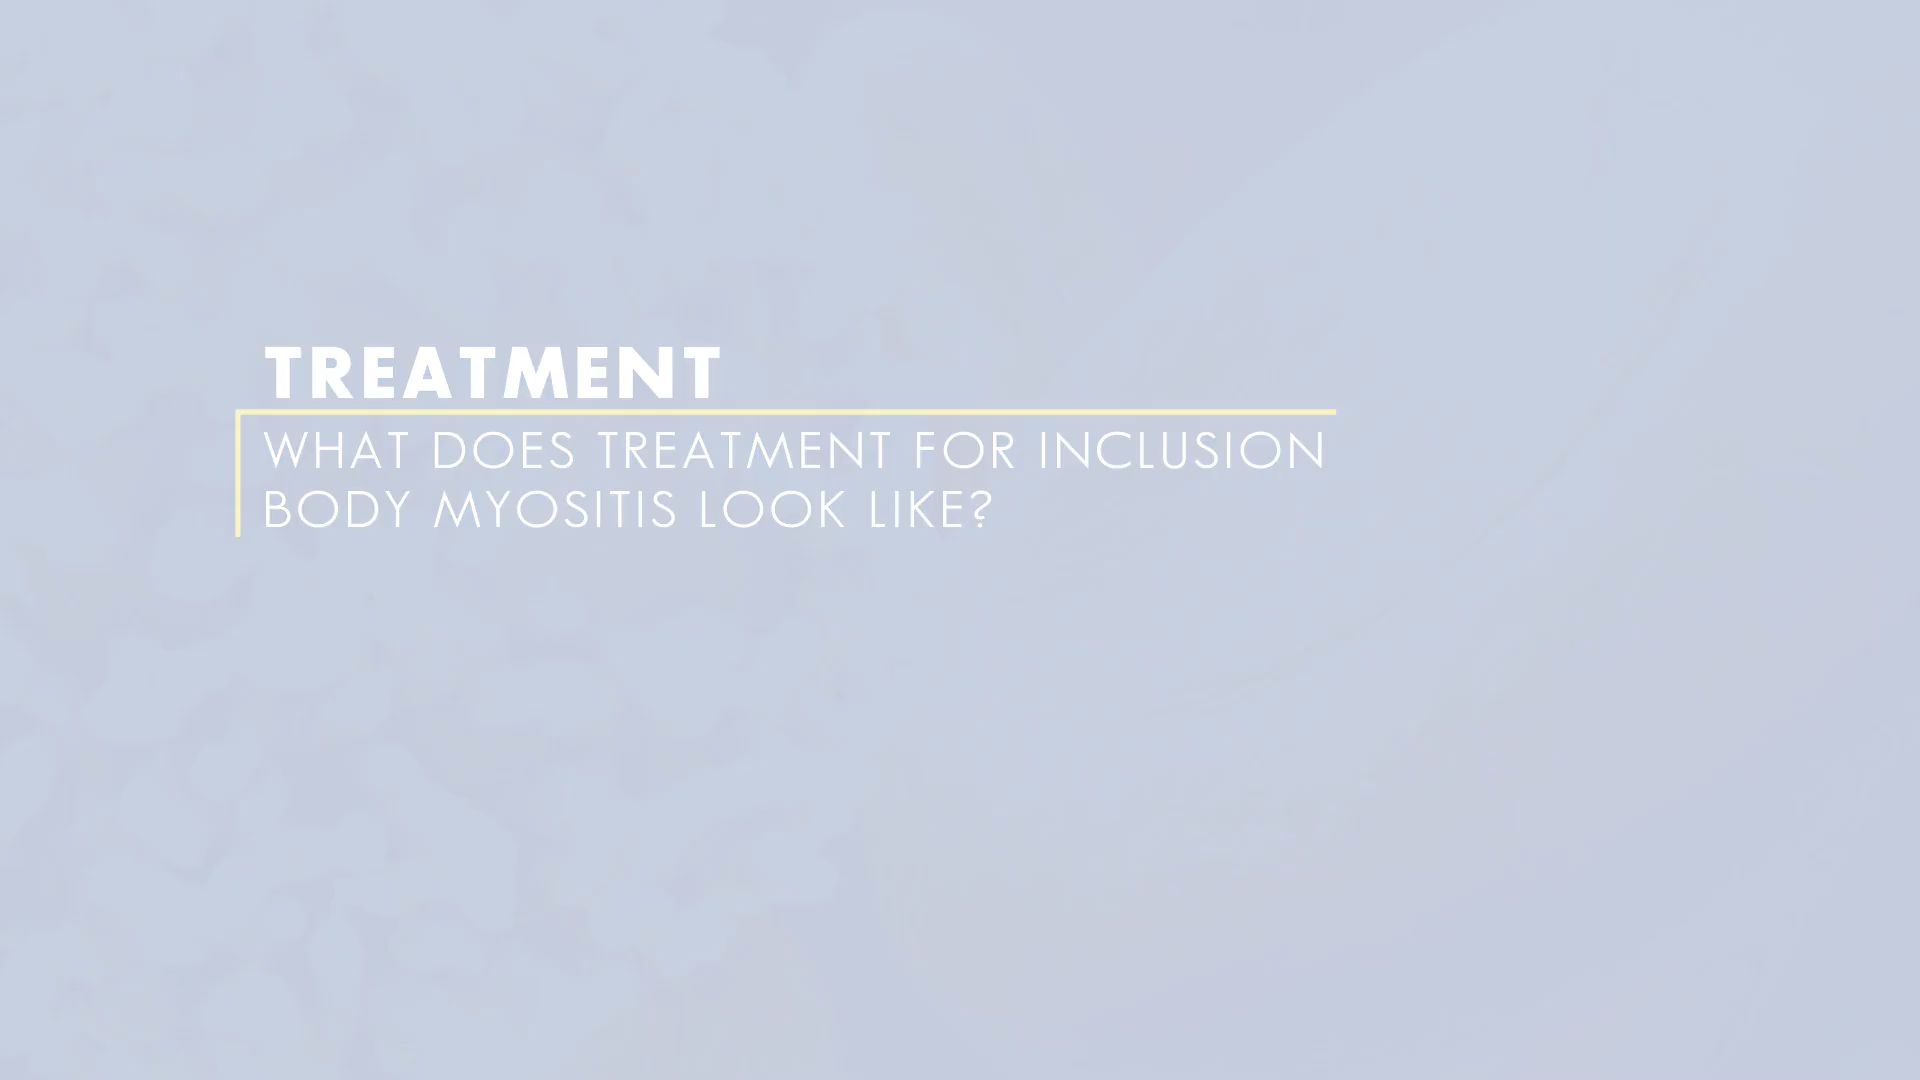 TREATMENT
WHAT DOES TREATMENT FOR INCLUSION
BODY MYOSITIS LOOK LIKE?